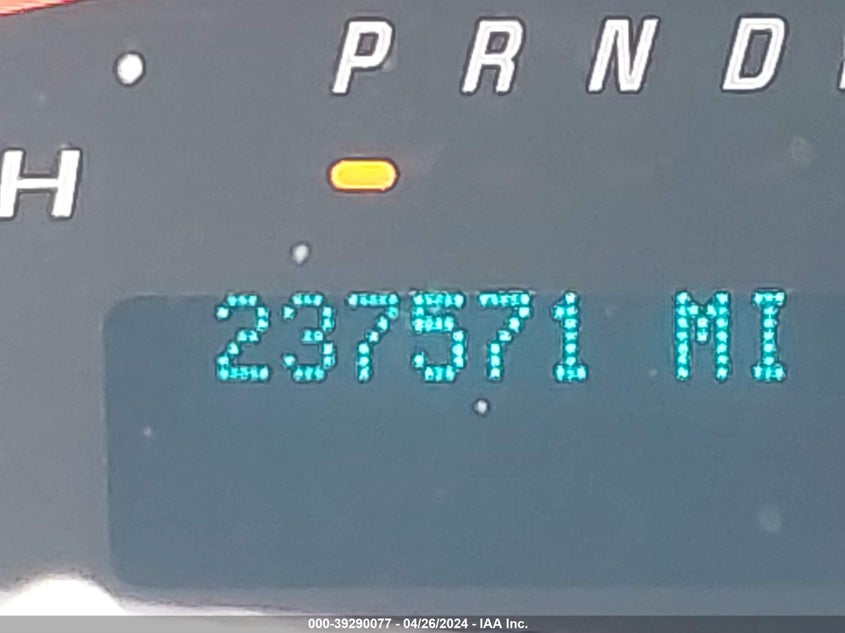 P R N D
H
237571 MI
000-39290077 - 04/26/2024 - IAA Inc.